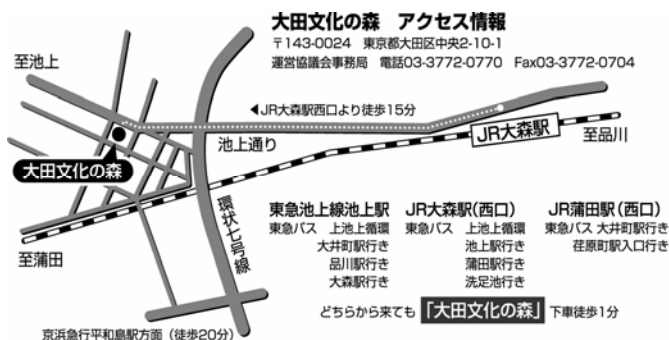 大田文化の森 アクセス情報
〒143-0024 東京都大田区中央2-10-1
運営協議会事務局 電話03-3772-0770 Fax03-3772-0704
至池上
◀JR大森駅西口より徒歩15分
池上通り
JR大森駅
至品川
大田文化の森
環状七号線
至蒲田
京浜急行平和島駅方面(徒歩20分)
東急池上線池上駅
東急バス 上池上循環
大井町駅行き
品川駅行き
大森駅行き
JR大森駅(西口)
東急バス 上池上循環
池上駅行き
蒲田駅行き
洗足池行き
JR蒲田駅(西口)
東急バス 大井町駅行き
荏原町駅入口行き
どちらから来ても「大田文化の森」下車徒歩1分